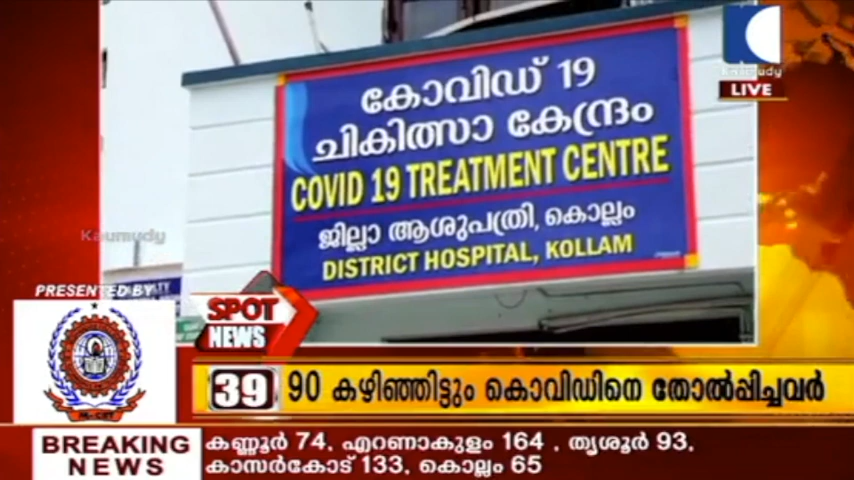 കോവിഡ് 19
ചികിത്സാ കേന്ദ്രം
COVID 19 TREATMENT CENTRE
ജില്ലാ ആശുപത്രി, കൊല്ലം
DISTRICT HOSPITAL, KOLLAM
Kaumudy
LIVE
Kaumudy
PRESENTED BY
SPOT
NEWS
39 90 കഴിഞ്ഞിട്ടും കൊവിഡിനെ തോൽപ്പിച്ചവർ
BREAKING
NEWS
കണ്ണൂർ 74, എറണാകുളം 164 , തൃശൂർ 93,
കാസർകോട് 133, കൊല്ലം 65